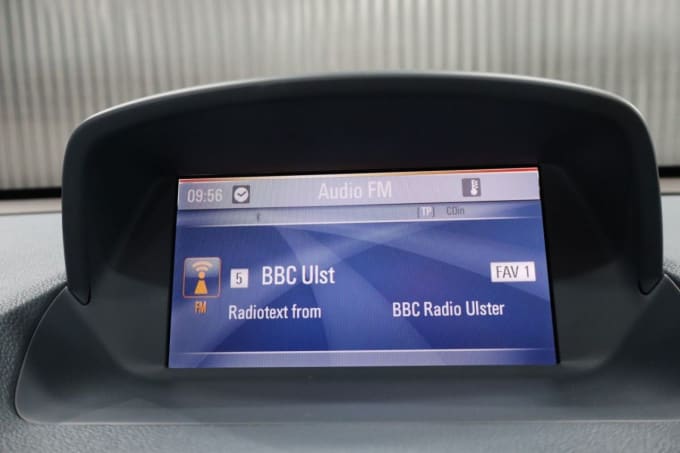 09:56 Audio FM
[TP] CDin
5 BBC Ulst FAV 1
FM Radiotext from BBC Radio Ulster